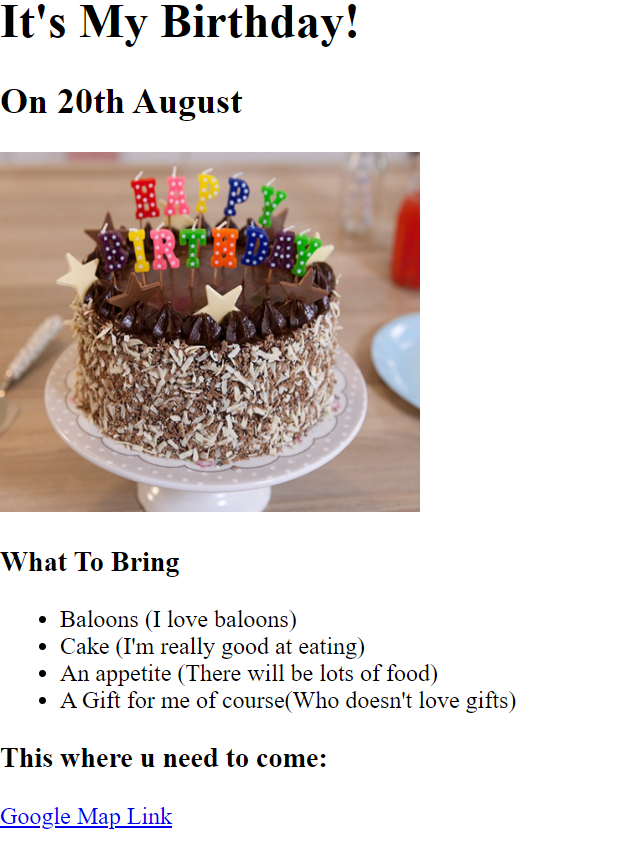 It's My Birthday!
On 20th August
HAPPY
BIRTHDAY
What To Bring
Baloons (I love baloons)
Cake (I'm really good at eating)
An appetite (There will be lots of food)
A Gift for me of course(Who doesn't love gifts)
This where u need to come:
Google Map Link